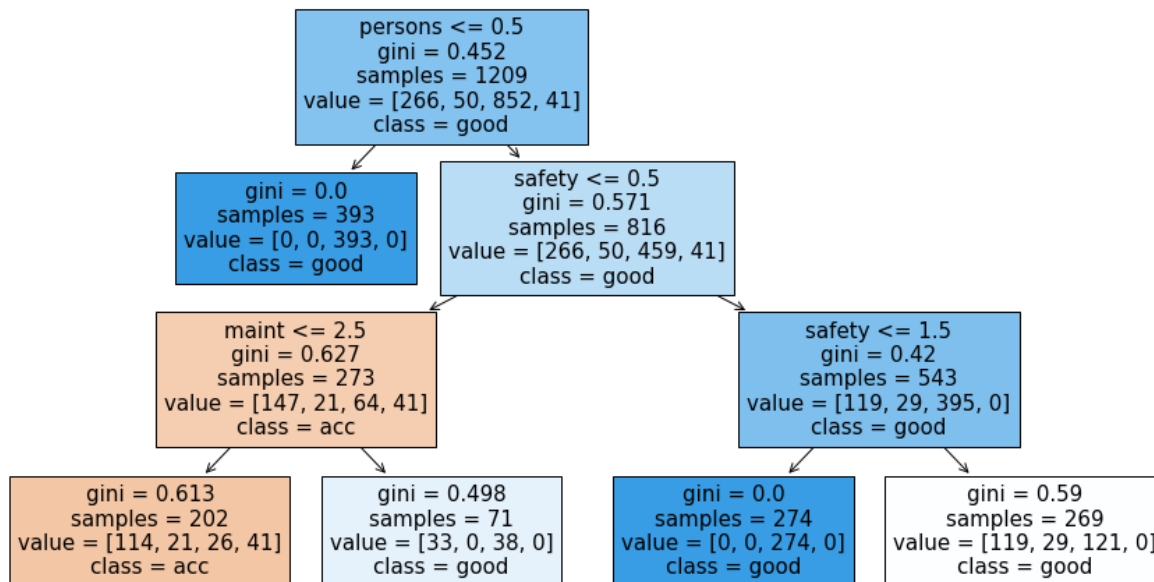 persons <= 0.5
gini = 0.452
samples = 1209
value = [266, 50, 852, 41]
class = good
gini = 0.0
samples = 393
value = [0, 0, 393, 0]
class = good
safety <= 0.5
gini = 0.571
samples = 816
value = [266, 50, 459, 41]
class = good
maint <= 2.5
gini = 0.627
samples = 273
value = [147, 21, 64, 41]
class = acc
safety <= 1.5
gini = 0.42
samples = 543
value = [119, 29, 395, 0]
class = good
gini = 0.613
samples = 202
value = [114, 21, 26, 41]
class = acc
gini = 0.498
samples = 71
value = [33, 0, 38, 0]
class = good
gini = 0.0
samples = 274
value = [0, 0, 274, 0]
class = good
gini = 0.59
samples = 269
value = [119, 29, 121, 0]
class = good